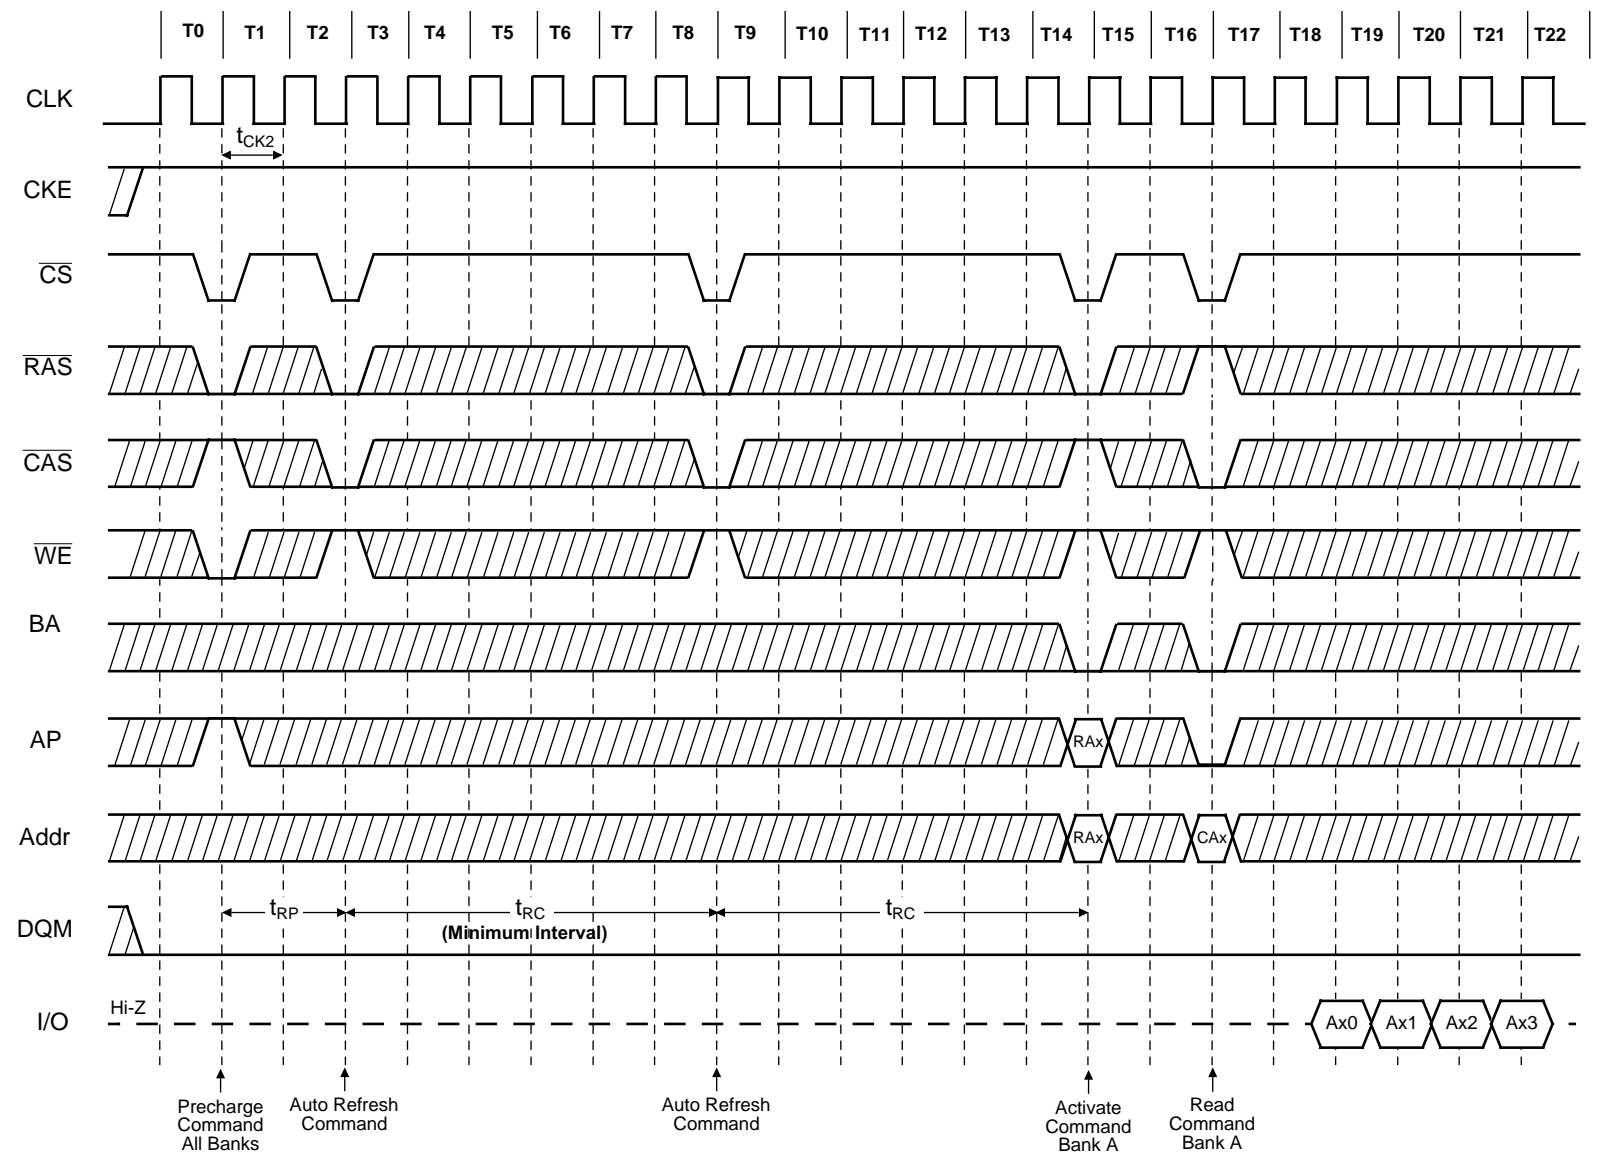 T0 T1 T2 T3 T4 T5 T6 T7 T8 T9 T10 T11 T12 T13 T14 T15 T16 T17 T18 T19 T20 T21 T22
CLK
tCK2
CKE
CS
RAS
CAS
WE
BA
AP
RAx
Addr
RAx CAx
DQM
tRP tRC tRC
(Minimum Interval)
I/O
Hi-Z
Ax0 Ax1 Ax2 Ax3
Precharge
Command
All Banks
Auto Refresh
Command
Auto Refresh
Command
Activate
Command
Bank A
Read
Command
Bank A